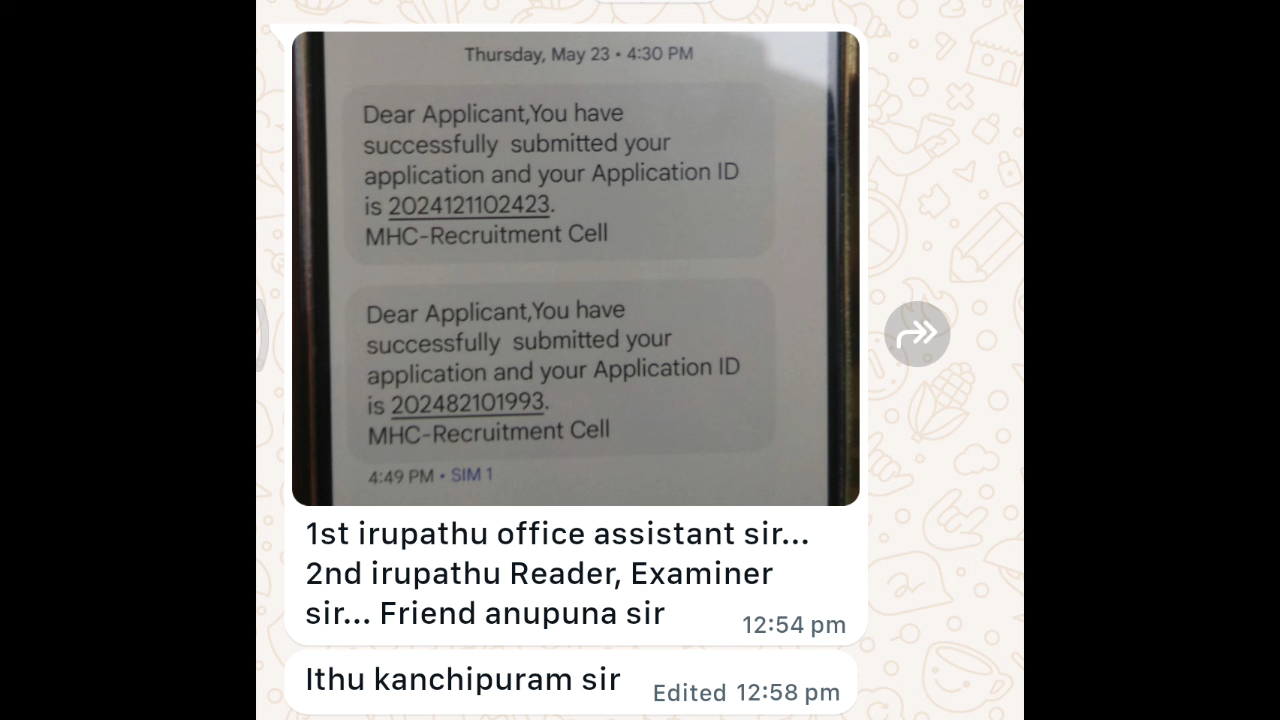 Thursday, May 23 • 4:30 PM
Dear Applicant,You have
successfully submitted your
application and your Application ID
is 2024121102423.
MHC-Recruitment Cell
Dear Applicant,You have
successfully submitted your
application and your Application ID
is 202482101993.
MHC-Recruitment Cell
4:49 PM • SIM 1
1st irupathu office assistant sir...
2nd irupathu Reader, Examiner
sir... Friend anupuna sir
12:54 pm
Ithu kanchipuram sir
Edited 12:58 pm